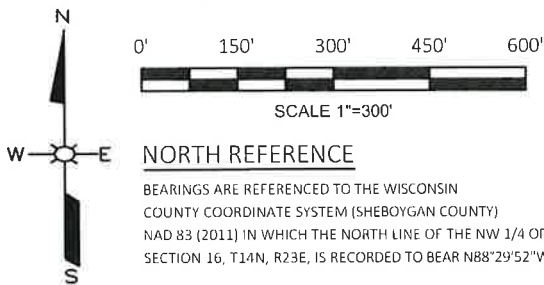 N
0' 150' 300' 450' 600'
SCALE 1"=300'
W E
S
NORTH REFERENCE
BEARINGS ARE REFERENCED TO THE WISCONSIN
COUNTY COORDINATE SYSTEM (SHEBOYGAN COUNTY)
NAD 83 (2011) IN WHICH THE NORTH LINE OF THE NW 1/4 OF
SECTION 16, T14N, R23E, IS RECORDED TO BEAR N88°29'52"W